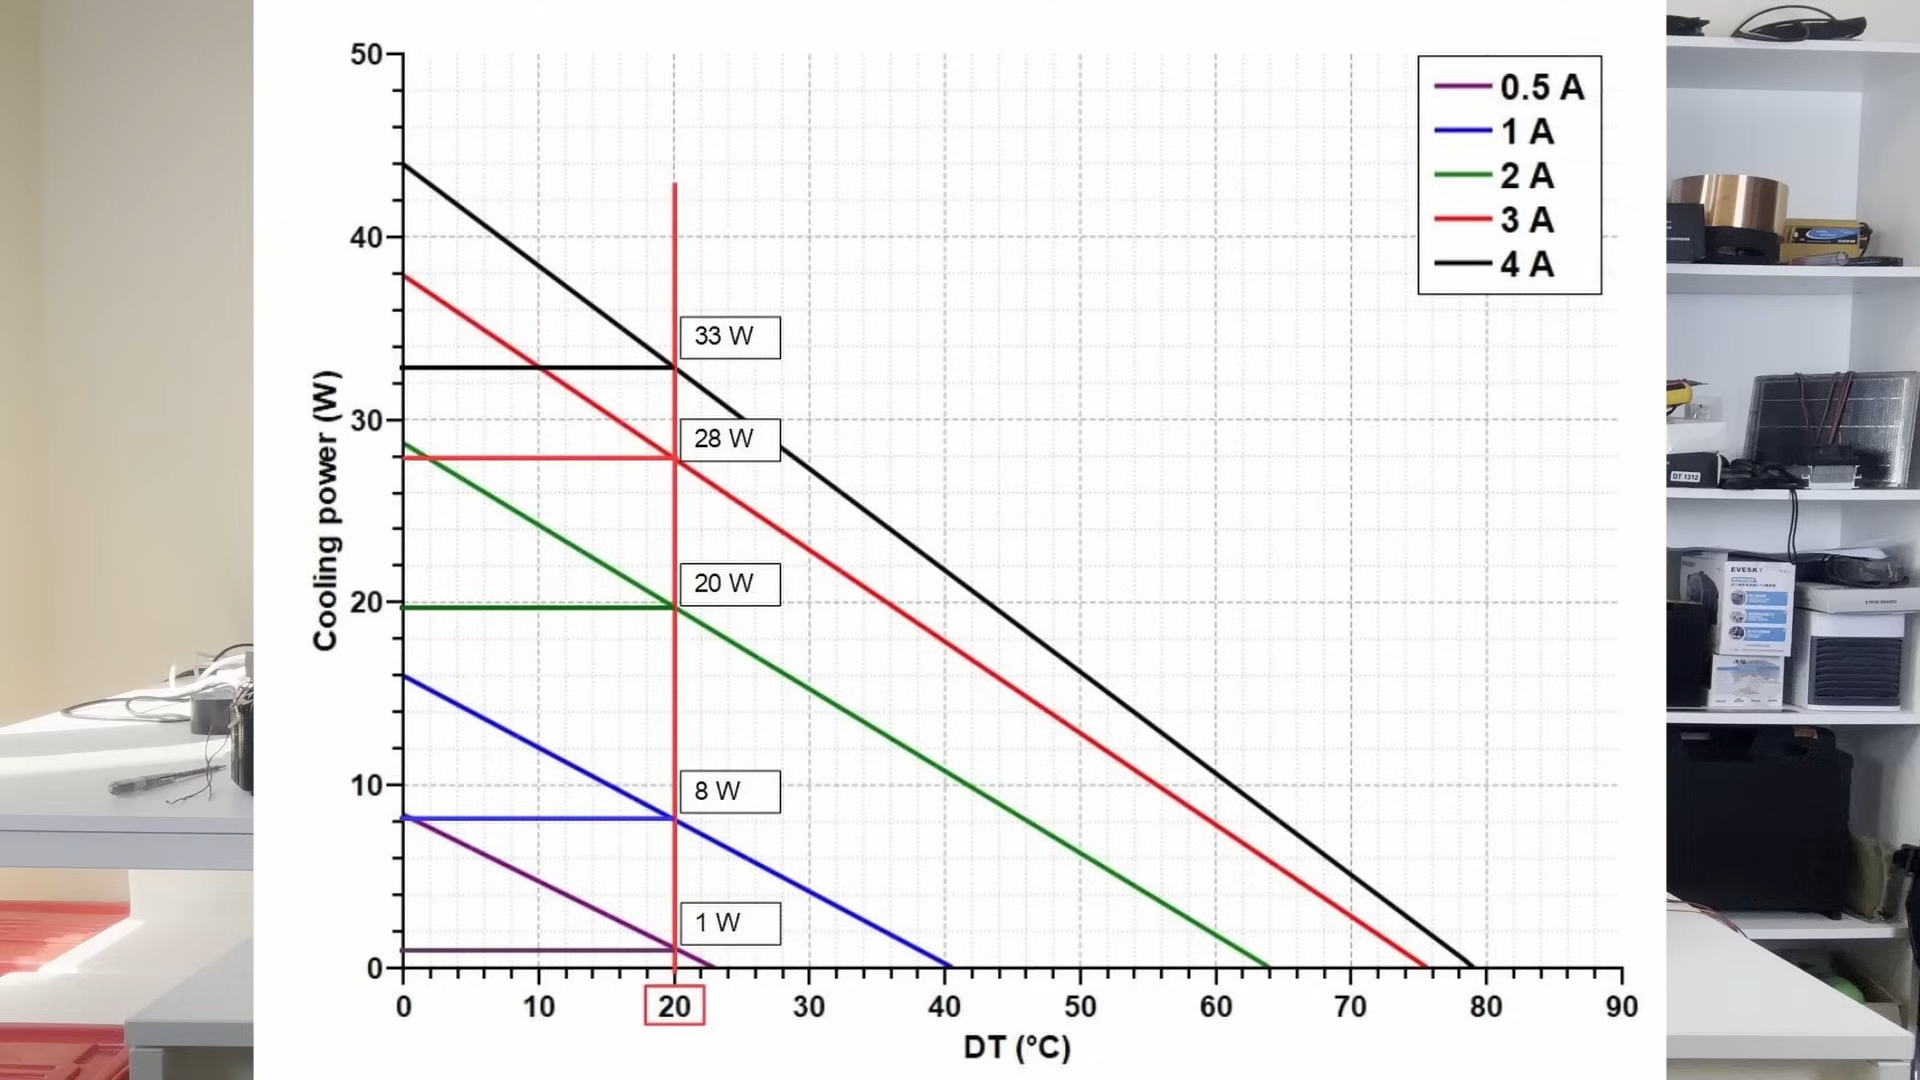 50
40
30
20
10
0
Cooling power (W)
0.5 A
1 A
2 A
3 A
4 A
33 W
28 W
20 W
8 W
1 W
0 10 20 30 40 50 60 70 80 90
DT (°C)
DT 1312
EVESKY